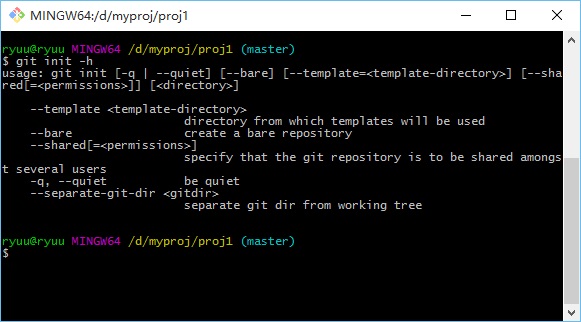 MINGW64:/d/myproj/proj1
ryuu@ryuu MINGW64 /d/myproj/proj1 (master)
$ git init -h
usage: git init [-q | --quiet] [--bare] [--template=<template-directory>] [--sha
red[=<permissions>]] [<directory>]
--template <template-directory>
directory from which templates will be used
--bare create a bare repository
--shared[=<permissions>]
specify that the git repository is to be shared amongs
t several users
-q, --quiet be quiet
--separate-git-dir <gitdir>
separate git dir from working tree
ryuu@ryuu MINGW64 /d/myproj/proj1 (master)
$